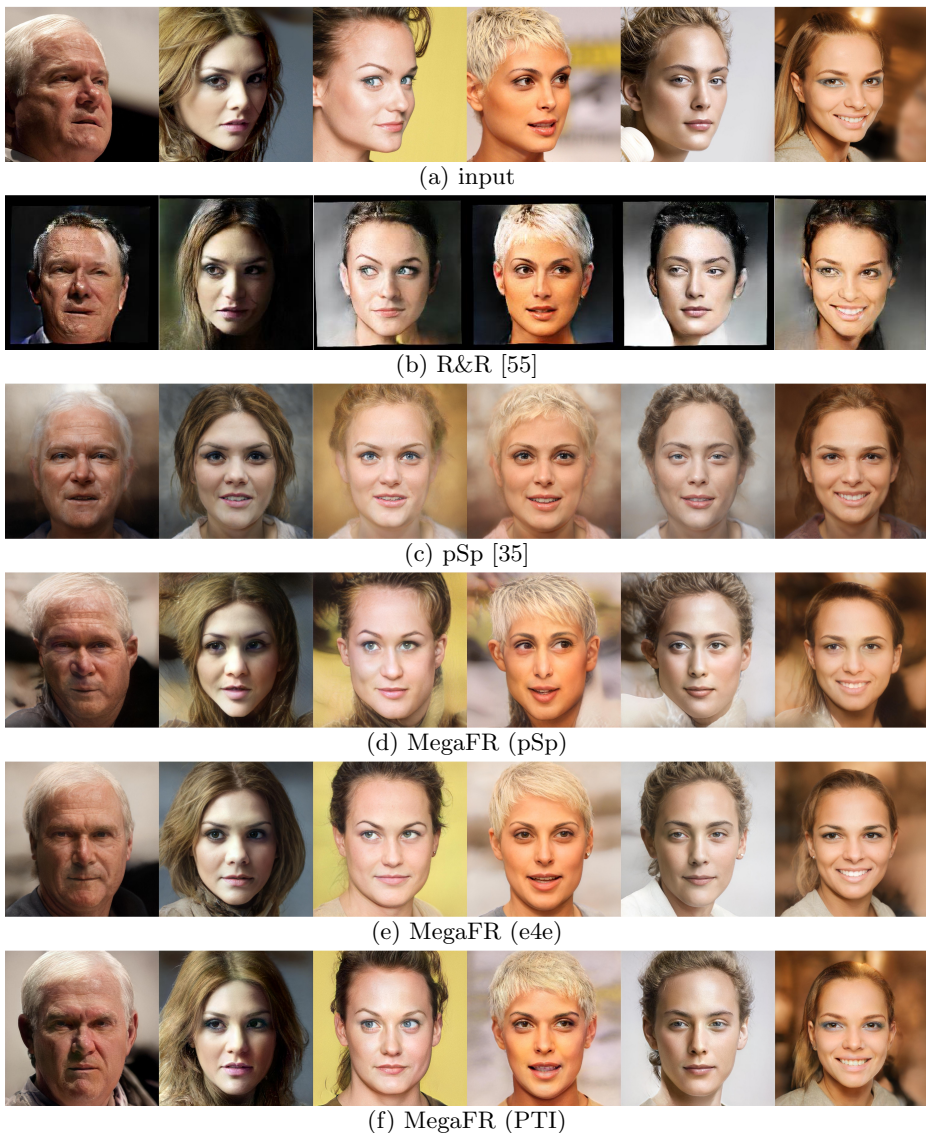 (a) input
(b) R&R [55]
(c) pSp [35]
(d) MegaFR (pSp)
(e) MegaFR (e4e)
(f) MegaFR (PTI)